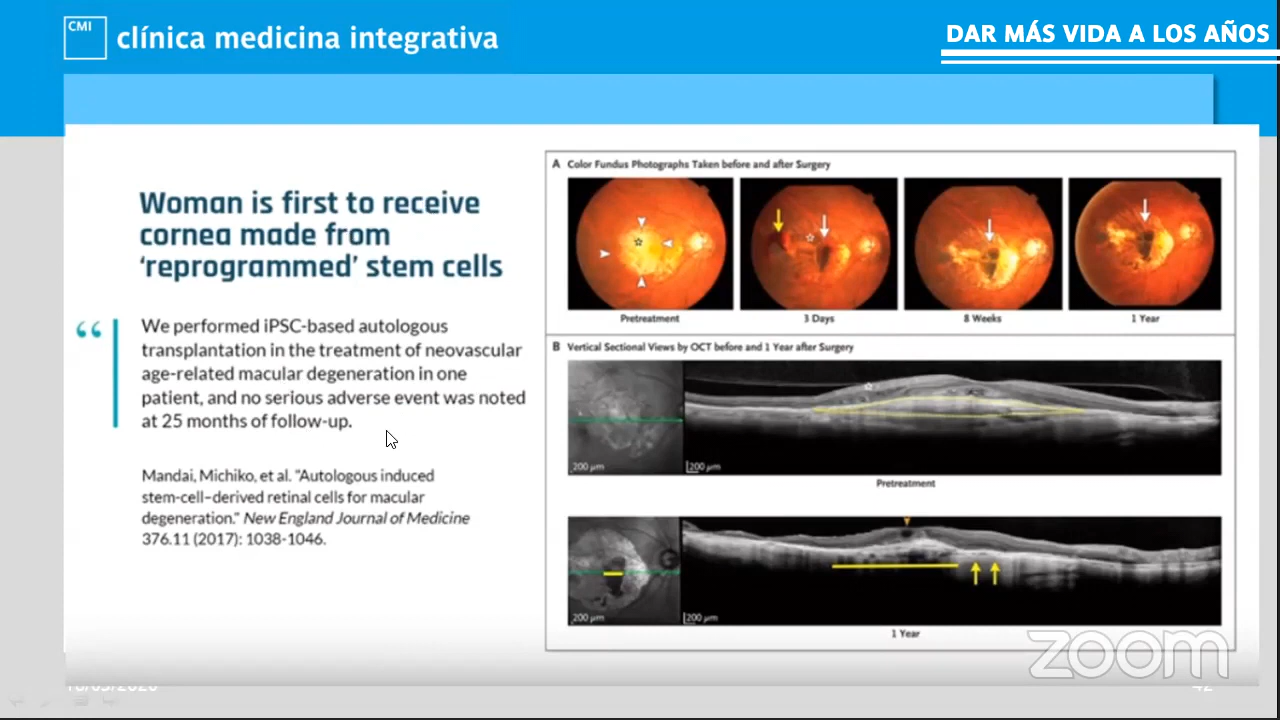 CMI
clínica medicina integrativa
DAR MÁS VIDA A LOS AÑOS
Woman is first to receive
cornea made from
‘reprogrammed’ stem cells
“
We performed iPSC-based autologous
transplantation in the treatment of neovascular
age-related macular degeneration in one
patient, and no serious adverse event was noted
at 25 months of follow-up.
Mandai, Michiko, et al. "Autologous induced
stem-cell–derived retinal cells for macular
degeneration." New England Journal of Medicine
376.11 (2017): 1038-1046.
A Color Fundus Photographs Taken before and after Surgery
Pretreatment
3 Days
8 Weeks
1 Year
B Vertical Sectional Views by OCT before and 1 Year after Surgery
200 µm
200 µm
Pretreatment
200 µm
200 µm
1 Year
zoom